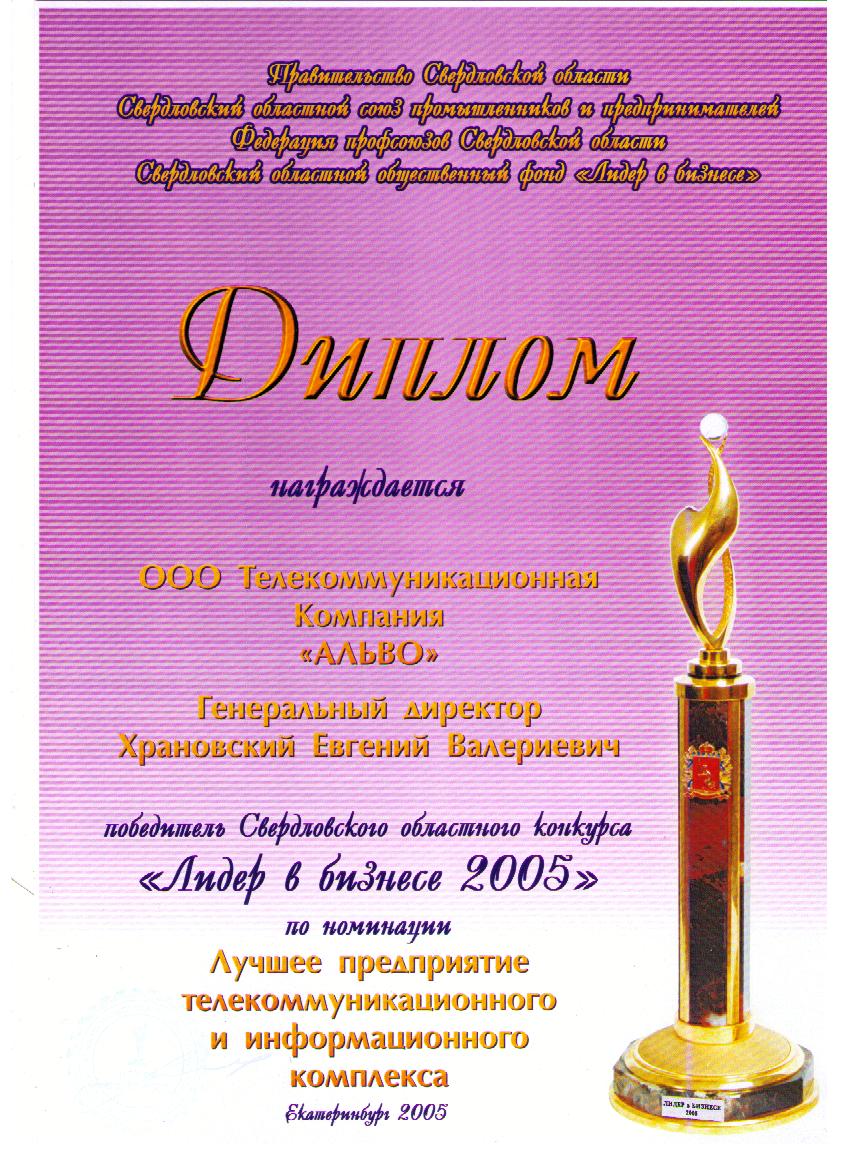 Правительство Свердловской области
Свердловский областной союз промышленников и предпринимателей
Федерация профсоюзов Свердловской области
Свердловский областной общественный фонд «Лидер в бизнесе»
Диплом
награждается
ООО Телекоммуникационная
Компания
«АЛЬВО»
Генеральный директор
Храновский Евгений Валериевич
победитель Свердловского областного конкурса
«Лидер в бизнесе 2005»
по номинации
Лучшее предприятие
телекоммуникационного
и информационного
комплекса
Екатеринбург 2005
ЛИДЕР в БИЗНЕСЕ